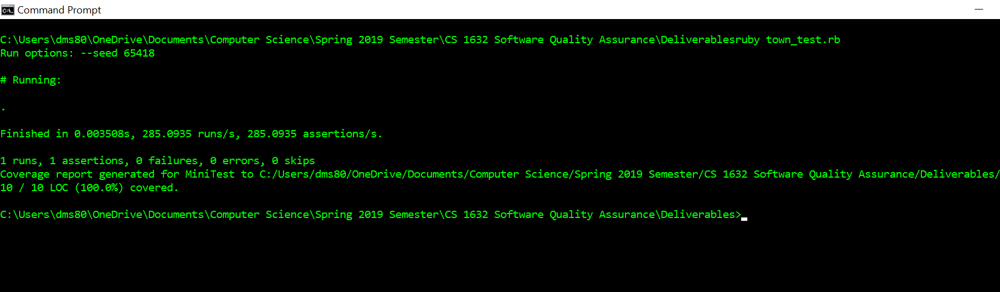 Command Prompt
C:\Users\dms80\OneDrive\Documents\Computer Science\Spring 2019 Semester\CS 1632 Software Quality Assurance\Deliverablesruby town_test.rb
Run options: --seed 65418
# Running:
.
Finished in 0.003508s, 285.0935 runs/s, 285.0935 assertions/s.
1 runs, 1 assertions, 0 failures, 0 errors, 0 skips
Coverage report generated for MiniTest to C:/Users/dms80/OneDrive/Documents/Computer Science/Spring 2019 Semester/CS 1632 Software Quality Assurance/Deliverables/
10 / 10 LOC (100.0%) covered.
C:\Users\dms80\OneDrive\Documents\Computer Science\Spring 2019 Semester\CS 1632 Software Quality Assurance\Deliverables>